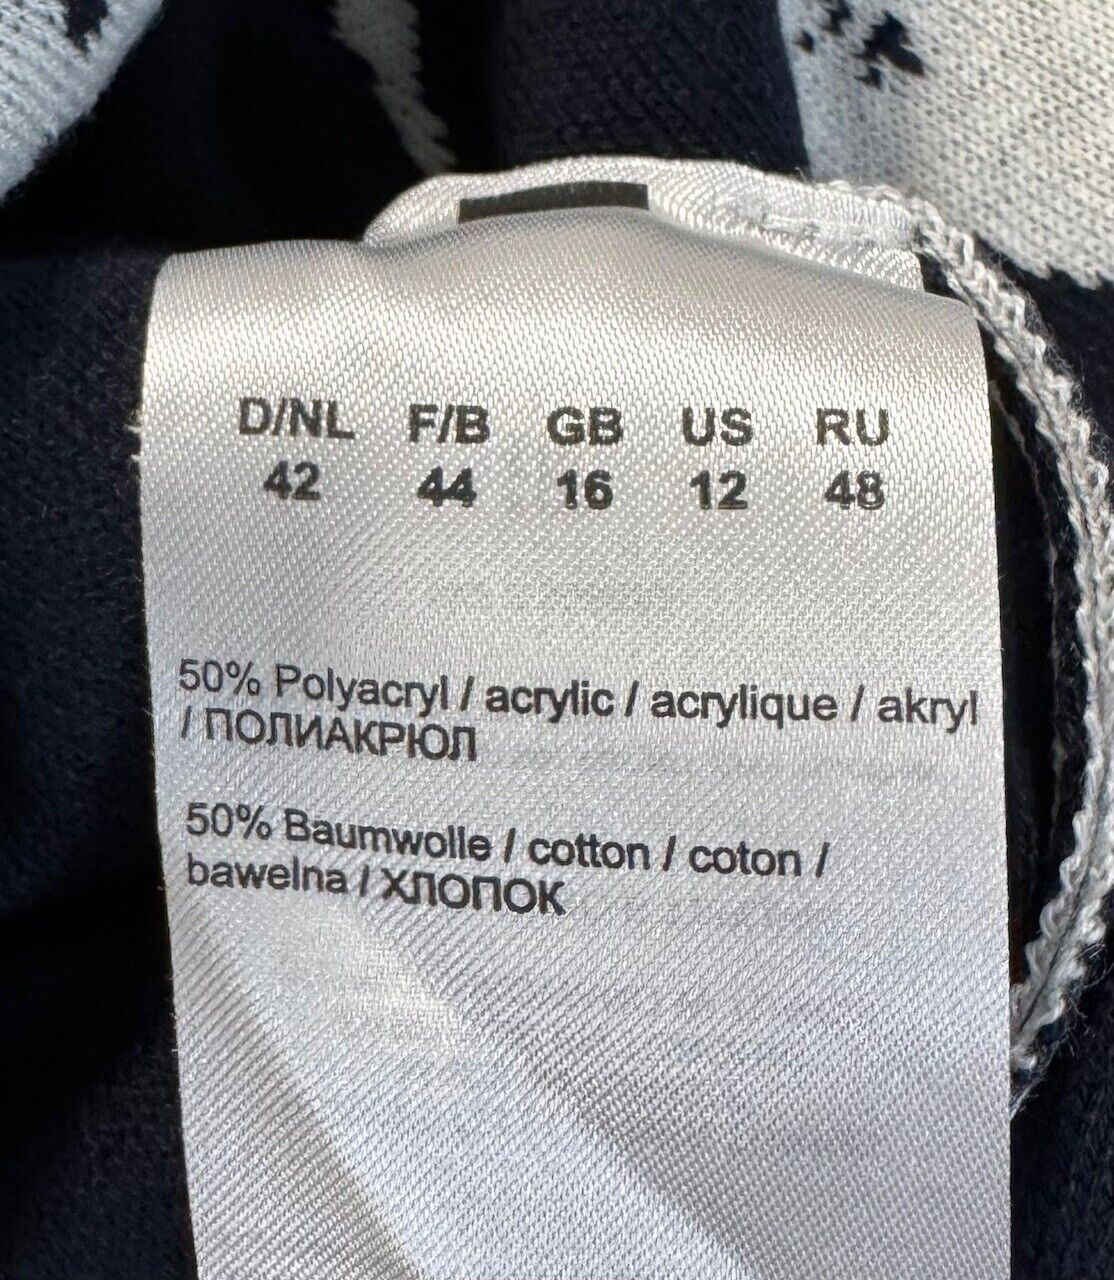 D/NL F/B GB US RU
42 44 16 12 48
50% Polyacryl / acrylic / acrylique / akryl
/ ПОЛИАКРЮЛ
50% Baumwolle / cotton / coton /
bawelna / ХЛОПОК